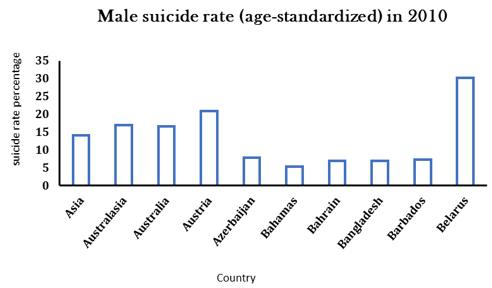 Male suicide rate (age-standardized) in 2010
suicide rate percentage
35
30
25
20
15
10
5
0
Asia
Australasia
Australia
Austria
Azerbaijan
Bahamas
Bahrain
Bangladesh
Barbados
Belarus
Country